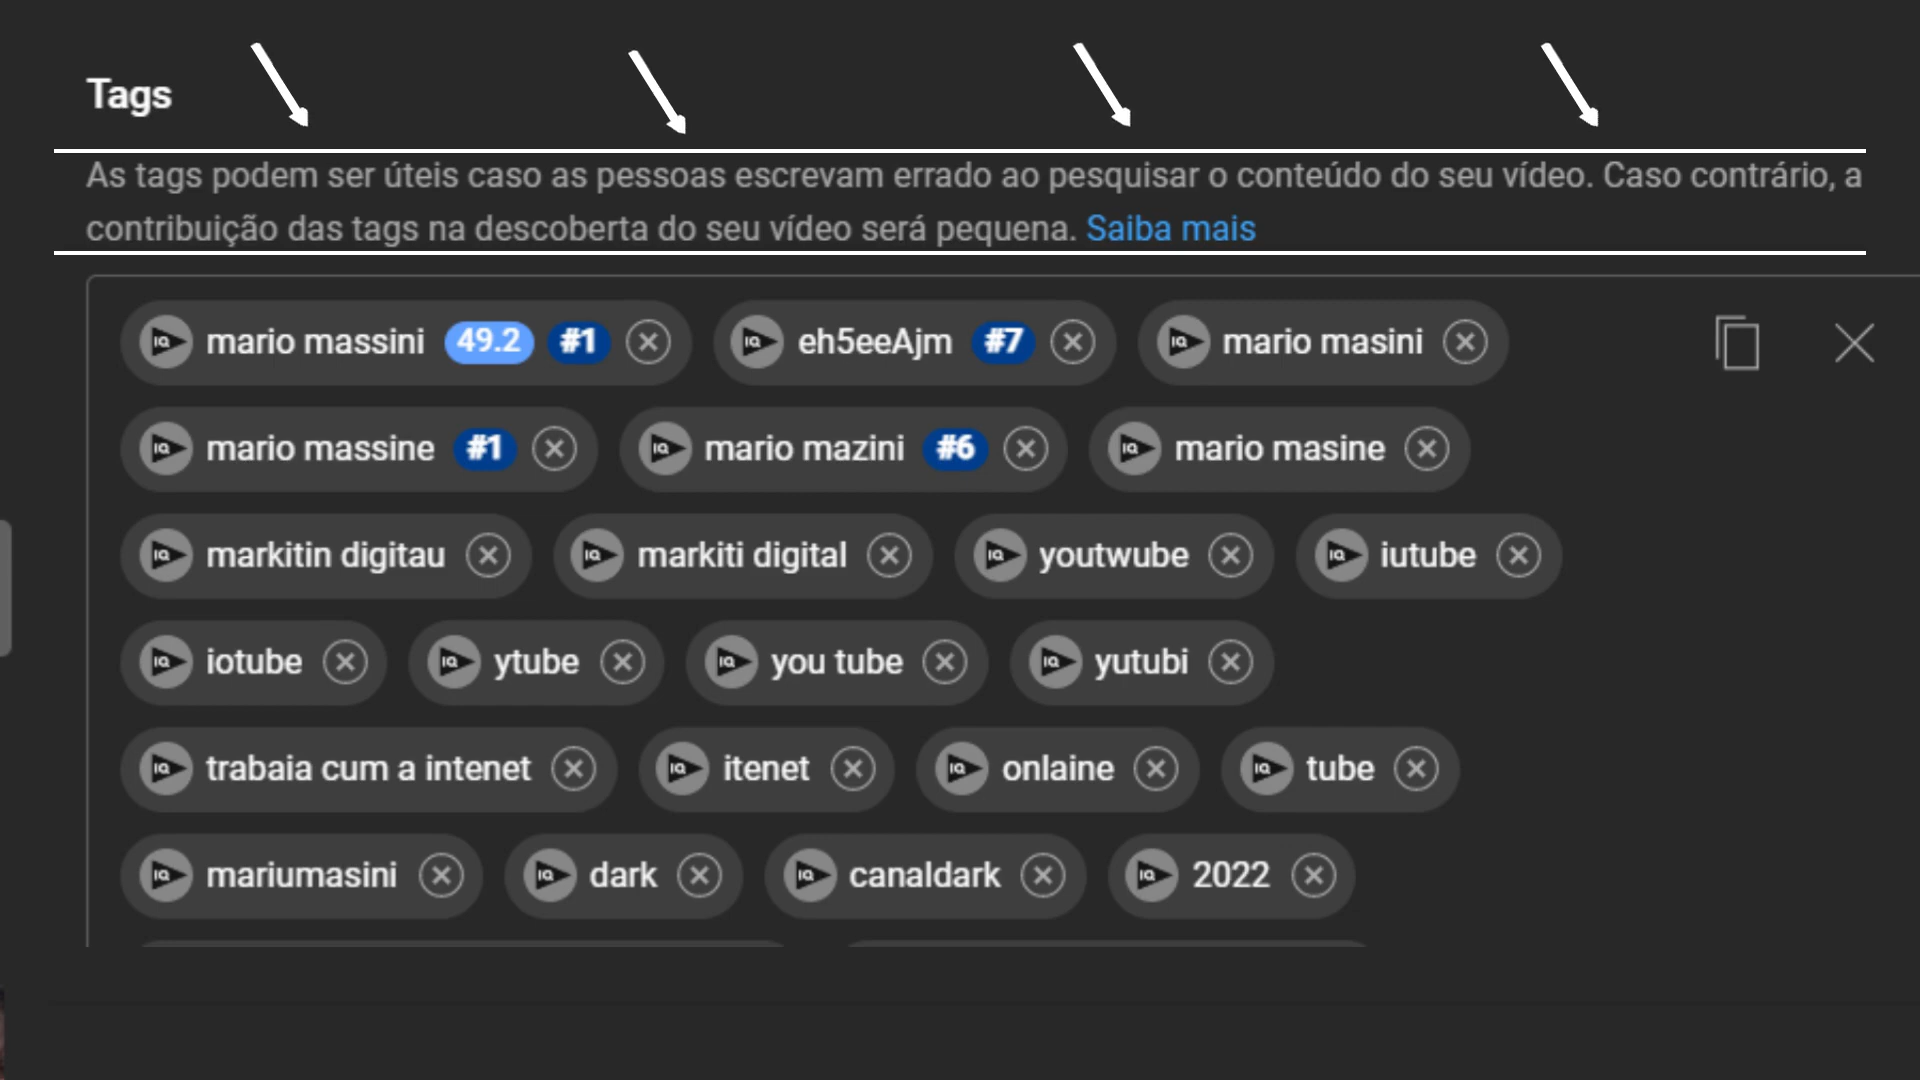 Tags
As tags podem ser úteis caso as pessoas escrevam errado ao pesquisar o conteúdo do seu vídeo. Caso contrário, a
contribuição das tags na descoberta do seu vídeo será pequena. Saiba mais
mario massini 49.2 #1 eh5eeAjm #7 mario masini
mario massine #1 mario mazini #6 mario masine
markitin digitau markiti digital youtwube iutube
iotube ytube you tube yutubi
trabaia cum a intenet itenet onlaine tube
mariumasini dark canaldark 2022